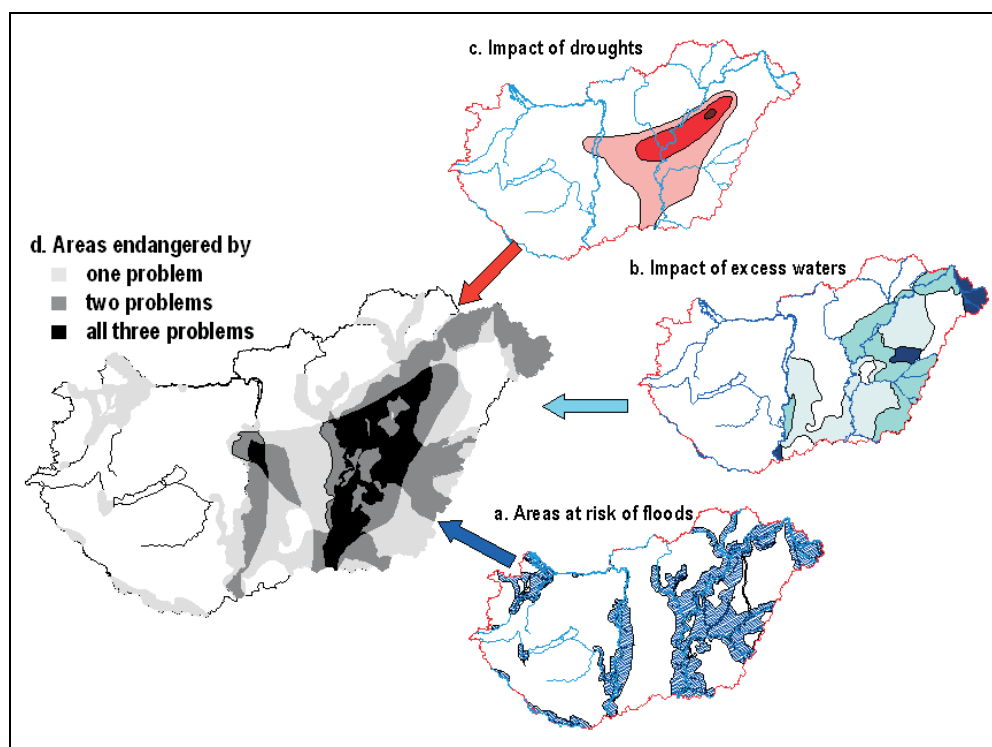 c. Impact of droughts
d. Areas endangered by
one problem
two problems
all three problems
b. Impact of excess waters
a. Areas at risk of floods